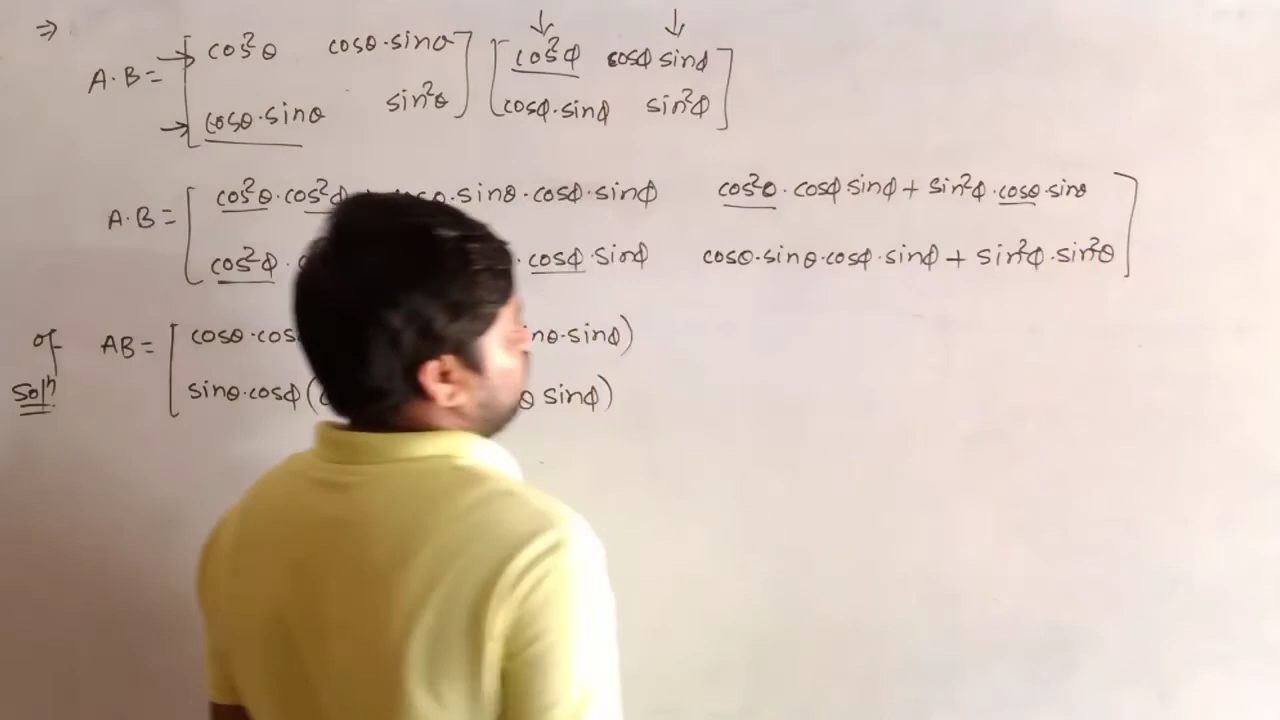 ⇒
A·B = [ cos²θ cosθ·sinθ ] [ cos²ϕ cosϕ sinϕ ]
[ cosθ·sinθ sin²θ ] [ cosϕ·sinϕ sin²ϕ ]
A·B = [ cos²θ·cos²ϕ ·sinθ·cosϕ·sinϕ cos²θ·cosϕ sinϕ + sin²ϕ·cosθ·sinθ ]
[ cos²ϕ· ·cosϕ·sinϕ cosθ·sinθ·cosϕ·sinϕ + sin²ϕ·sin²θ ]
of AB = [ cosθ·cos ·sinϕ)
Solⁿ [ sinθ·cosϕ( θ sinϕ)